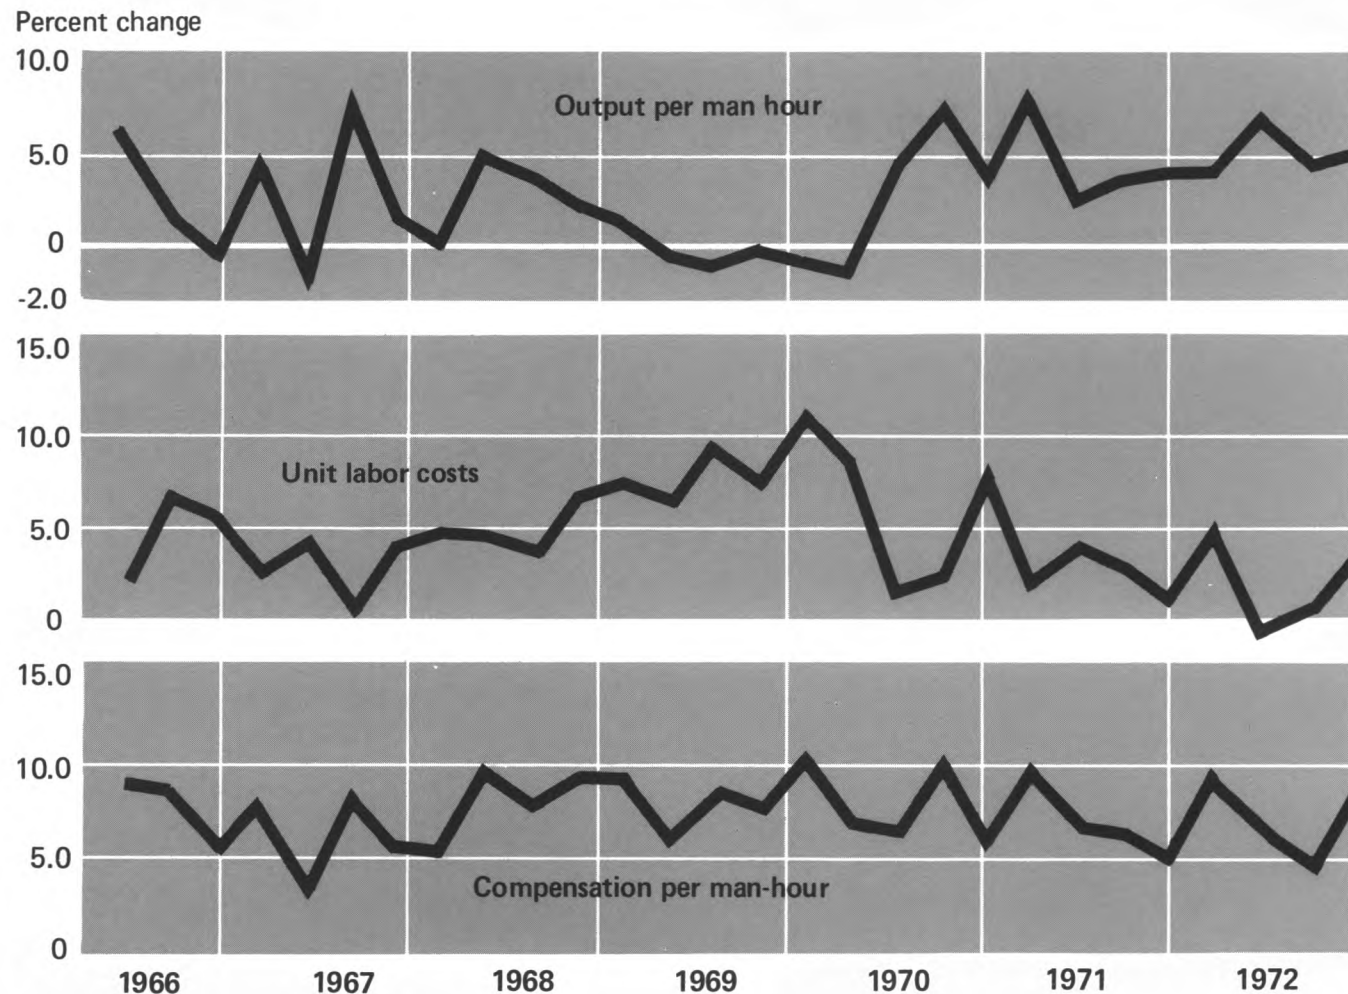 Percent change
10.0
Output per man hour
5.0
0
-2.0
15.0
10.0
Unit labor costs
5.0
0
15.0
10.0
5.0
Compensation per man-hour
0
1966 1967 1968 1969 1970 1971 1972